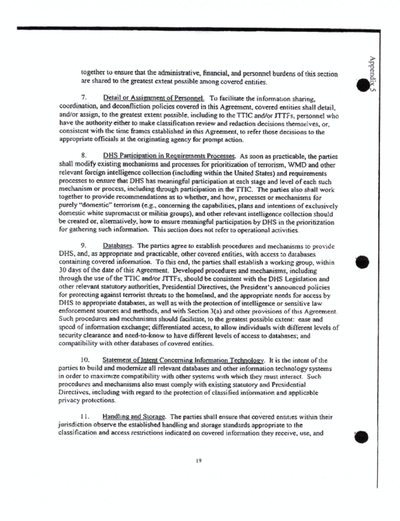 together to ensure that the administrative, financial, and personnel burdens of this section
are shared to the greatest extent possible among covered entities.
7. Detail or Assignment of Personnel. To facilitate the information sharing,
coordination, and deconfliction policies covered in this Agreement, covered entities shall detail,
and/or assign, to the greatest extent possible, including to the TTIC and/or JTTFs, personnel who
have the authority either to make classification review and redaction decisions themselves, or,
consistent with the time frames established in this Agreement, to refer those decisions to the
appropriate officials at the originating agency for prompt action.
8. DHS Participation in Requirements Processes. As soon as practicable, the parties
shall modify existing mechanisms and processes for prioritization of terrorism, WMD and other
relevant foreign intelligence collection (including within the United States) and requirements
processes to ensure that DHS has meaningful participation at each stage and level of each such
mechanism or process, including through participation in the TTIC. The parties also shall work
together to provide recommendations as to whether, and how, processes or mechanisms for
purely "domestic" terrorism (e.g., concerning the capabilities, plans and intentions of exclusively
domestic white supremacist or militia groups), and other relevant intelligence collection should
be created or, alternatively, how to ensure meaningful participation by DHS in the prioritization
for gathering such information. This section does not refer to operational activities.
9. Databases. The parties agree to establish procedures and mechanisms to provide
DHS, and, as appropriate and practicable, other covered entities, with access to databases
containing covered information. To this end, the parties shall establish a working group, within
30 days of the date of this Agreement. Developed procedures and mechanisms, including
through the use of the TTIC and/or JTTFs, should be consistent with the DHS Legislation and
other relevant statutory authorities, Presidential Directives, the President's announced policies
for protecting against terrorist threats to the homeland, and the appropriate needs for access by
DHS to appropriate databases, as well as with the protection of intelligence or sensitive law
enforcement sources and methods, and with Section 3(a) and other provisions of this Agreement.
Such procedures and mechanisms should facilitate, to the greatest possible extent: ease and
speed of information exchange; differentiated access, to allow individuals with different levels of
security clearance and need-to-know to have different levels of access to databases; and
compatibility with other databases of covered entities.
10. Statement of Intent Concerning Information Technology. It is the intent of the
parties to build and modernize all relevant databases and other information technology systems
in order to maximize compatibility with other systems with which they must interact. Such
procedures and mechanisms also must comply with existing statutory and Presidential
Directives, including with regard to the protection of classified information and applicable
privacy protections.
11. Handling and Storage. The parties shall ensure that covered entities within their
jurisdiction observe the established handling and storage standards appropriate to the
classification and access restrictions indicated on covered information they receive, use, and
19
Appendix 5